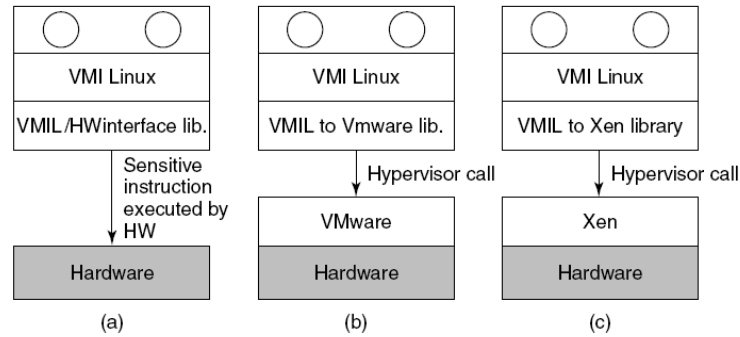 VMI Linux
VMIL/HWinterface lib.
Sensitive
instruction
executed by
HW
Hardware
(a)
VMI Linux
VMIL to Vmware lib.
Hypervisor call
VMware
Hardware
(b)
VMI Linux
VMIL to Xen library
Hypervisor call
Xen
Hardware
(c)